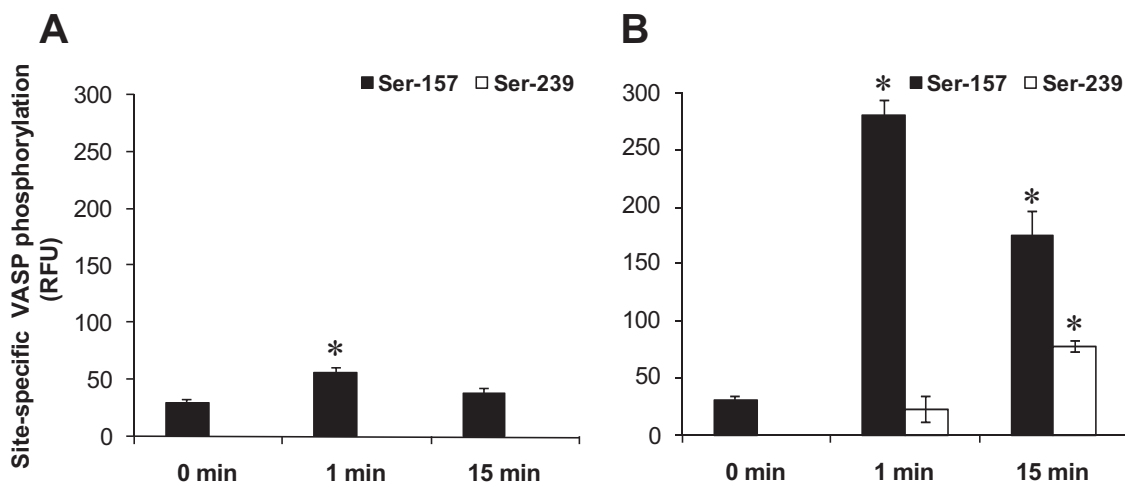 A
Site-specific VASP phosphorylation
(RFU)
Ser-157 Ser-239
300
250
200
150
100
50
0
*
0 min 1 min 15 min
B
Ser-157 Ser-239
300
250
200
150
100
50
0
*
*
*
0 min 1 min 15 min